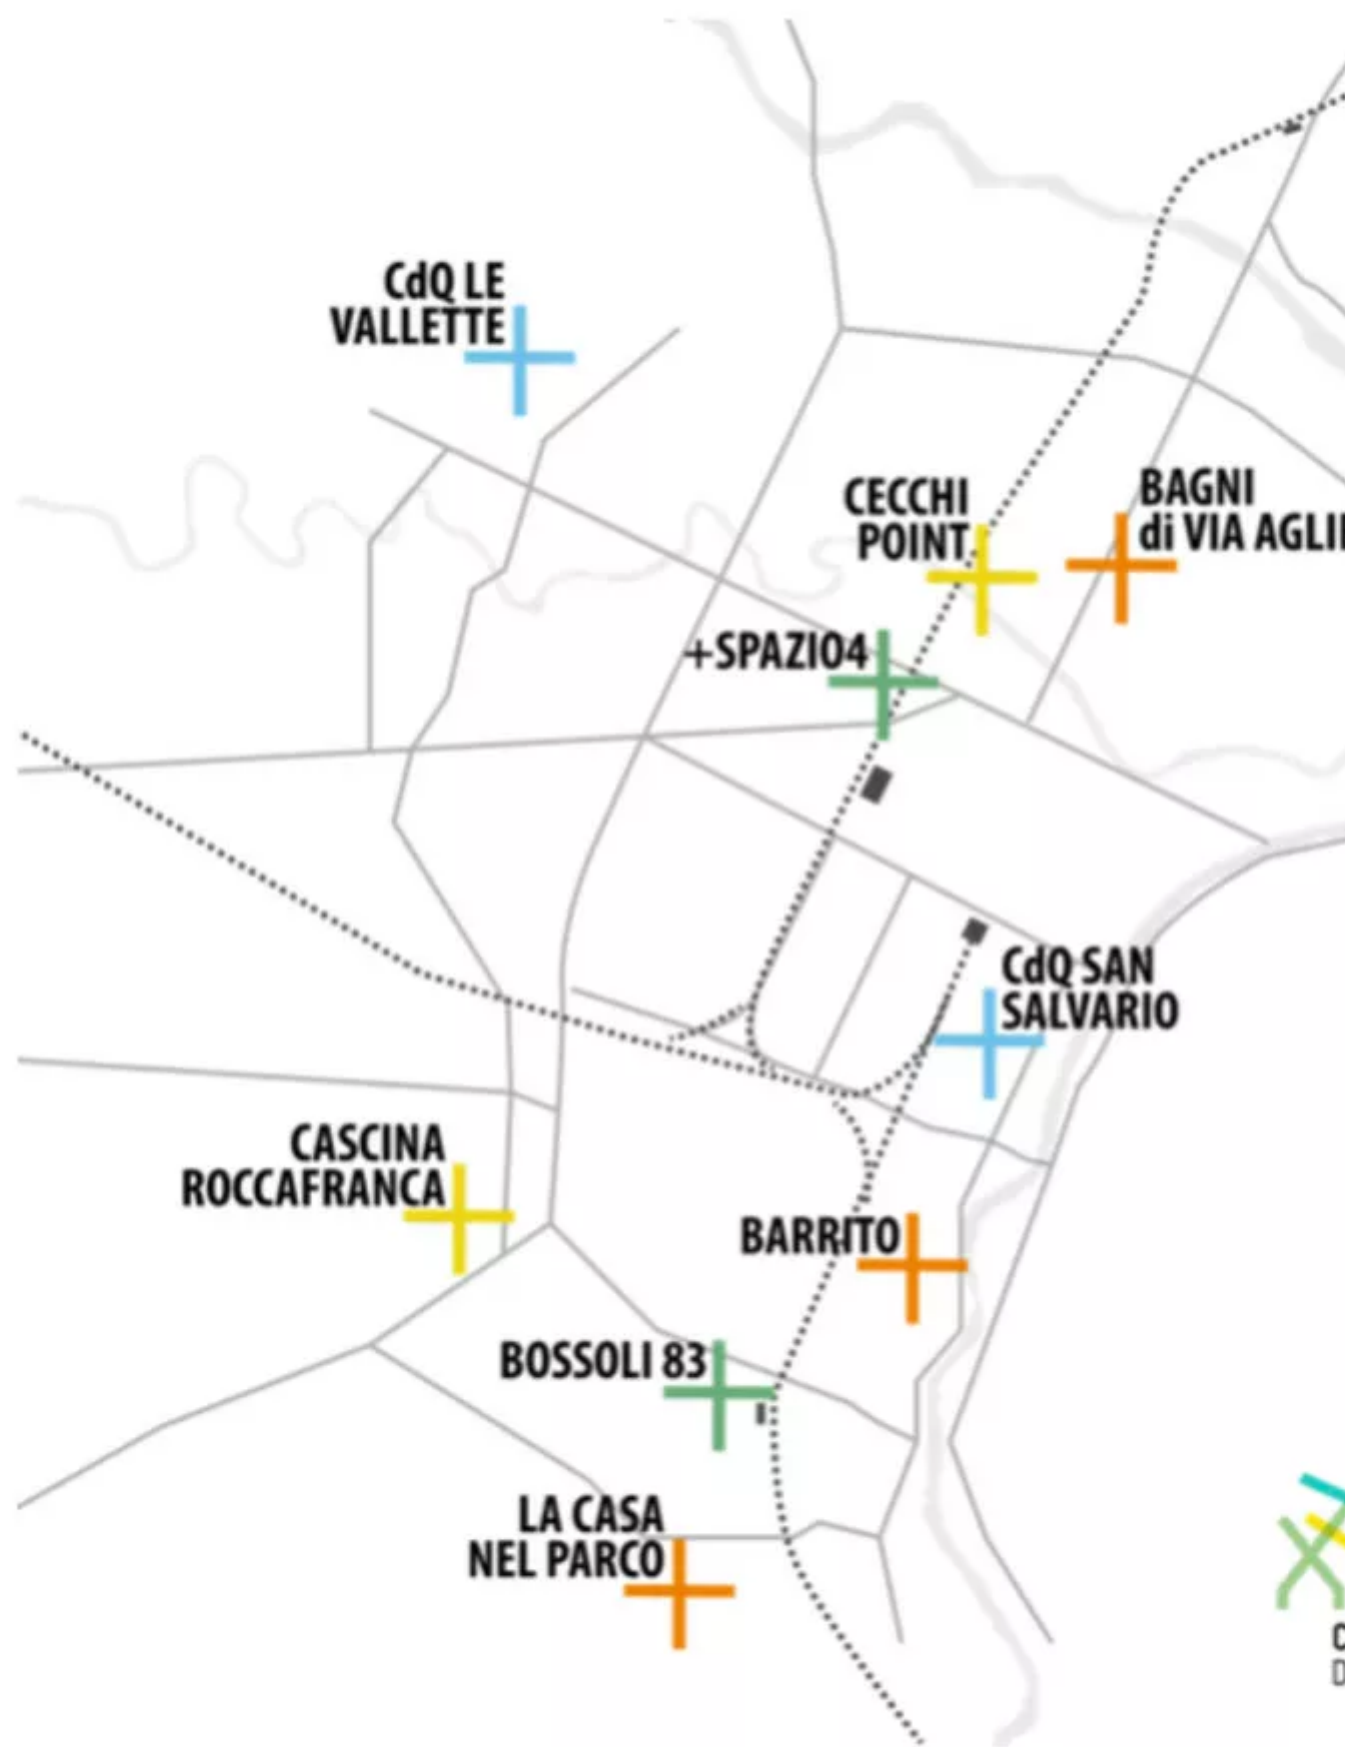 CdQ LE
VALLETTE
CECCHI
POINT
BAGNI
di VIA
+SPAZIO4
CdQ SAN
SALVARIO
CASCINA
ROCCAFRANCA
BARRITO
BOSSOLI 83
LA CASA
NEL PARCO